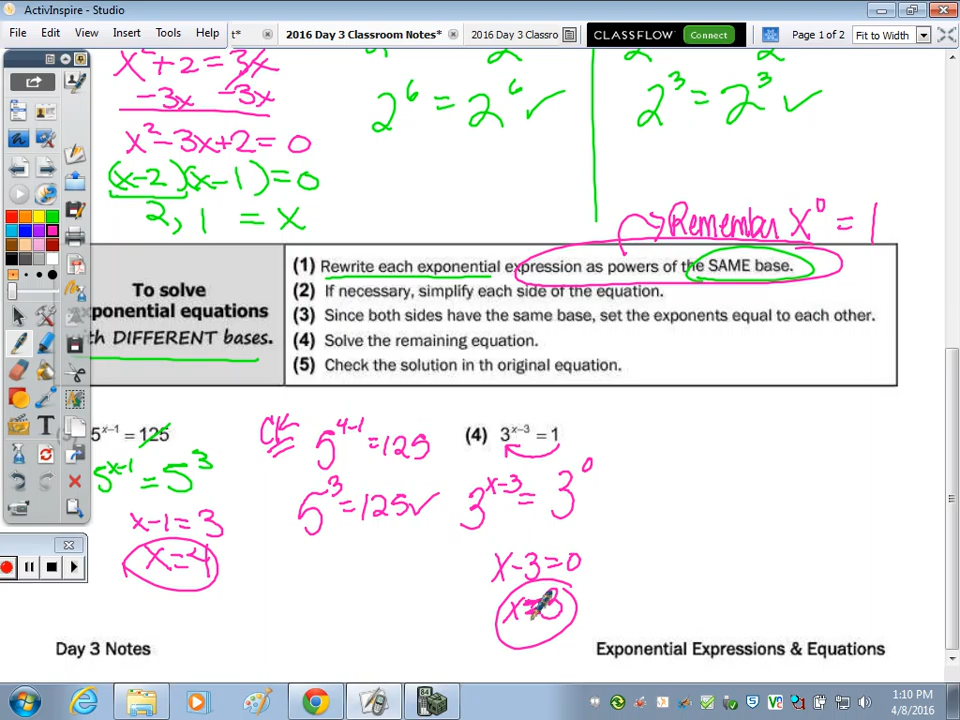 ActivInspire - Studio
File Edit View Insert Tools Help t* 2016 Day 3 Classroom Notes* 2016 Day 3 Classro CLASSFLOW Connect Page 1 of 2 Fit to Width
x² + 2 = 3x
-3x -3x
x² - 3x + 2 = 0
(x-2)(x-1) = 0
2, 1 = x
2⁶ = 2⁶ ✓
2³ = 2³ ✓
Remember x⁰ = 1
To solve
ponential equations
th DIFFERENT bases.
(1) Rewrite each exponential expression as powers of the SAME base.
(2) If necessary, simplify each side of the equation.
(3) Since both sides have the same base, set the exponents equal to each other.
(4) Solve the remaining equation.
(5) Check the solution in th original equation.
5ˣ⁻¹ = 125
5ˣ⁻¹ = 5³
x-1 = 3
x = 4
CK
5⁴⁻¹ = 125
5³ = 125 ✓
(4) 3ˣ⁻³ = 1
3ˣ⁻³ = 3⁰
x-3 = 0
x = 3
Day 3 Notes
Exponential Expressions & Equations
1:10 PM
4/8/2016